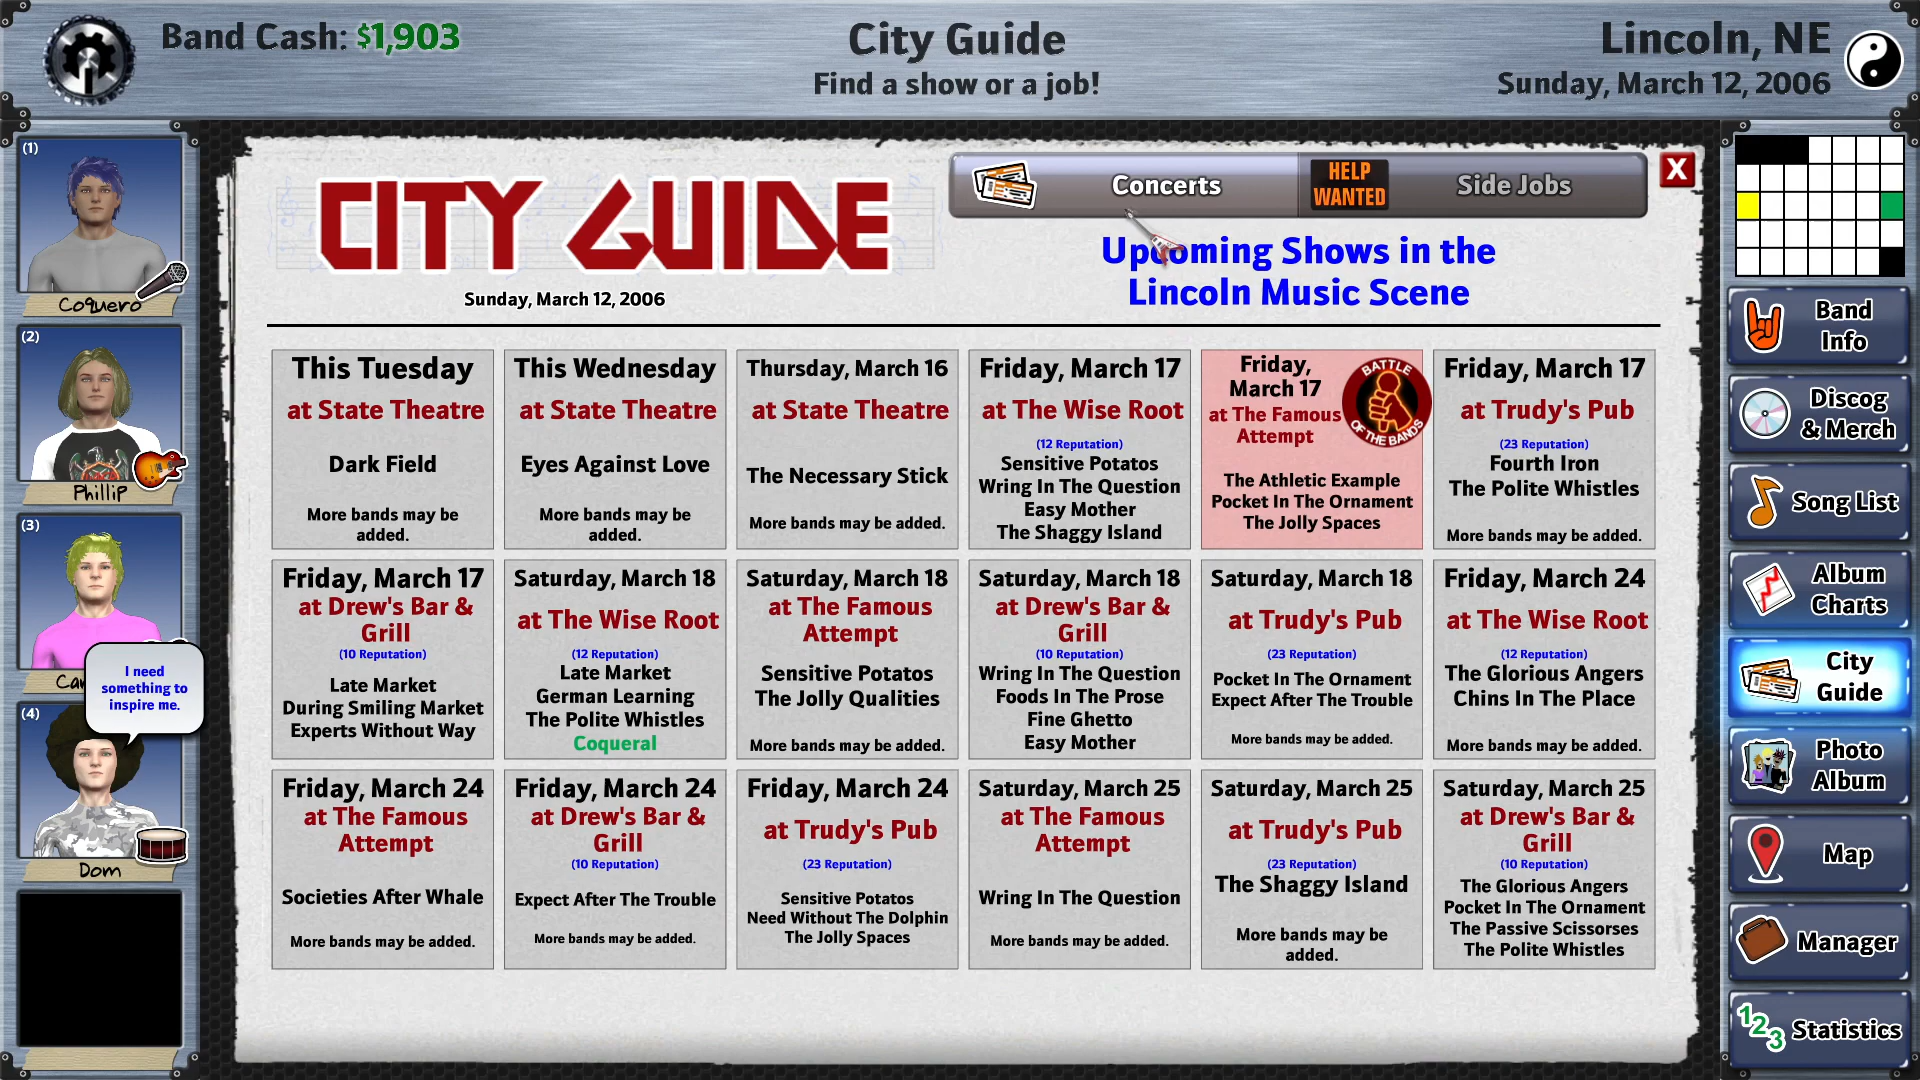 Band Cash: $1,903
City Guide
Find a show or a job!
Lincoln, NE
Sunday, March 12, 2006
(1)
Coquero
(2)
Phillip
(3)
I need
something to
inspire me.
(4)
Dom
CITY GUIDE
Sunday, March 12, 2006
Concerts
HELP
WANTED
Side Jobs
X
Upcoming Shows in the
Lincoln Music Scene
This Tuesday
at State Theatre
Dark Field
More bands may be
added.
This Wednesday
at State Theatre
Eyes Against Love
More bands may be
added.
Thursday, March 16
at State Theatre
The Necessary Stick
More bands may be added.
Friday, March 17
at The Wise Root
(12 Reputation)
Sensitive Potatos
Wring In The Question
Easy Mother
The Shaggy Island
Friday,
March 17
at The Famous
Attempt
BATTLE
OF THE BANDS
The Athletic Example
Pocket In The Ornament
The Jolly Spaces
Friday, March 17
at Trudy's Pub
(23 Reputation)
Fourth Iron
The Polite Whistles
More bands may be added.
Friday, March 17
at Drew's Bar &
Grill
(10 Reputation)
Late Market
During Smiling Market
Experts Without Way
Saturday, March 18
at The Wise Root
(12 Reputation)
Late Market
German Learning
The Polite Whistles
Coqueral
Saturday, March 18
at The Famous
Attempt
Sensitive Potatos
The Jolly Qualities
More bands may be added.
Saturday, March 18
at Drew's Bar &
Grill
(10 Reputation)
Wring In The Question
Foods In The Prose
Fine Ghetto
Easy Mother
Saturday, March 18
at Trudy's Pub
(23 Reputation)
Pocket In The Ornament
Expect After The Trouble
More bands may be added.
Friday, March 24
at The Wise Root
(12 Reputation)
The Glorious Angers
Chins In The Place
More bands may be added.
Friday, March 24
at The Famous
Attempt
Societies After Whale
More bands may be added.
Friday, March 24
at Drew's Bar &
Grill
(10 Reputation)
Expect After The Trouble
More bands may be added.
Friday, March 24
at Trudy's Pub
(23 Reputation)
Sensitive Potatos
Need Without The Dolphin
The Jolly Spaces
Saturday, March 25
at The Famous
Attempt
Wring In The Question
More bands may be added.
Saturday, March 25
at Trudy's Pub
(23 Reputation)
The Shaggy Island
More bands may be
added.
Saturday, March 25
at Drew's Bar &
Grill
(10 Reputation)
The Glorious Angers
Pocket In The Ornament
The Passive Scissorses
The Polite Whistles
Band
Info
Discog
& Merch
Song List
Album
Charts
City
Guide
Photo
Album
Map
Manager
123
Statistics